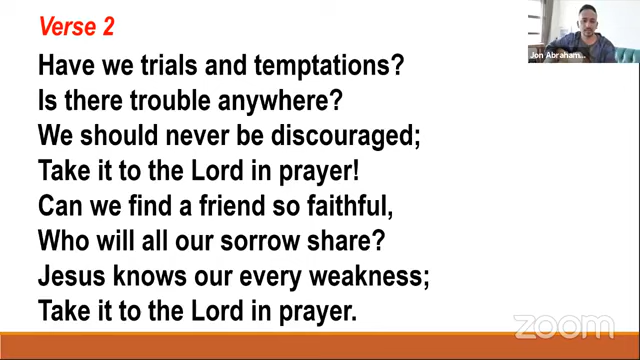 Verse 2
Have we trials and temptations?
Is there trouble anywhere?
We should never be discouraged;
Take it to the Lord in prayer!
Can we find a friend so faithful,
Who will all our sorrow share?
Jesus knows our every weakness;
Take it to the Lord in prayer.
Jon Abraham...
zoom